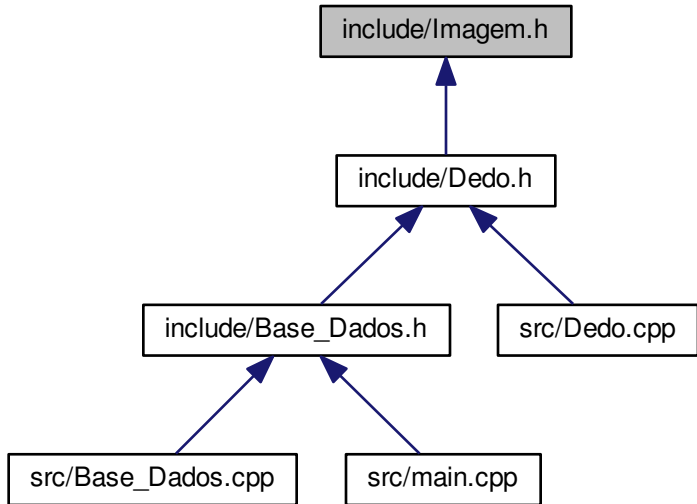 include/Imagem.h
include/Dedo.h
include/Base_Dados.h
src/Dedo.cpp
src/Base_Dados.cpp
src/main.cpp